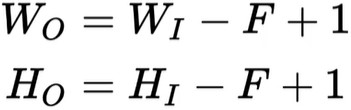 W_O = W_I − F + 1
H_O = H_I − F + 1